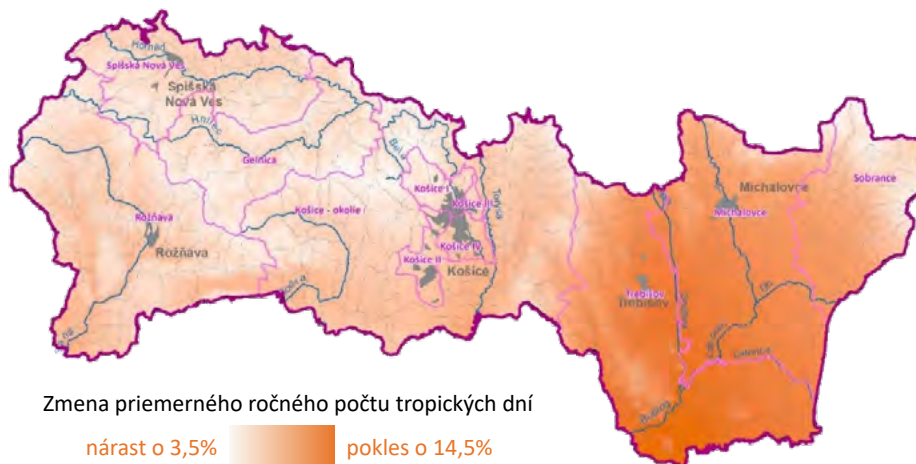 Hornád
Spišská Nová Ves
Spišská
Nová Ves
Hnilec
Gelnica
Belá
Torysa
Košice I
Košice III
Košice - okolie
Košice IV
Košice II
Košice
Rožňava
Rožňava
Michalovce
Michalovce
Sobrance
Trebišov
Trebišov
Zmena priemerného ročného počtu tropických dní
nárast o 3,5%
pokles o 14,5%